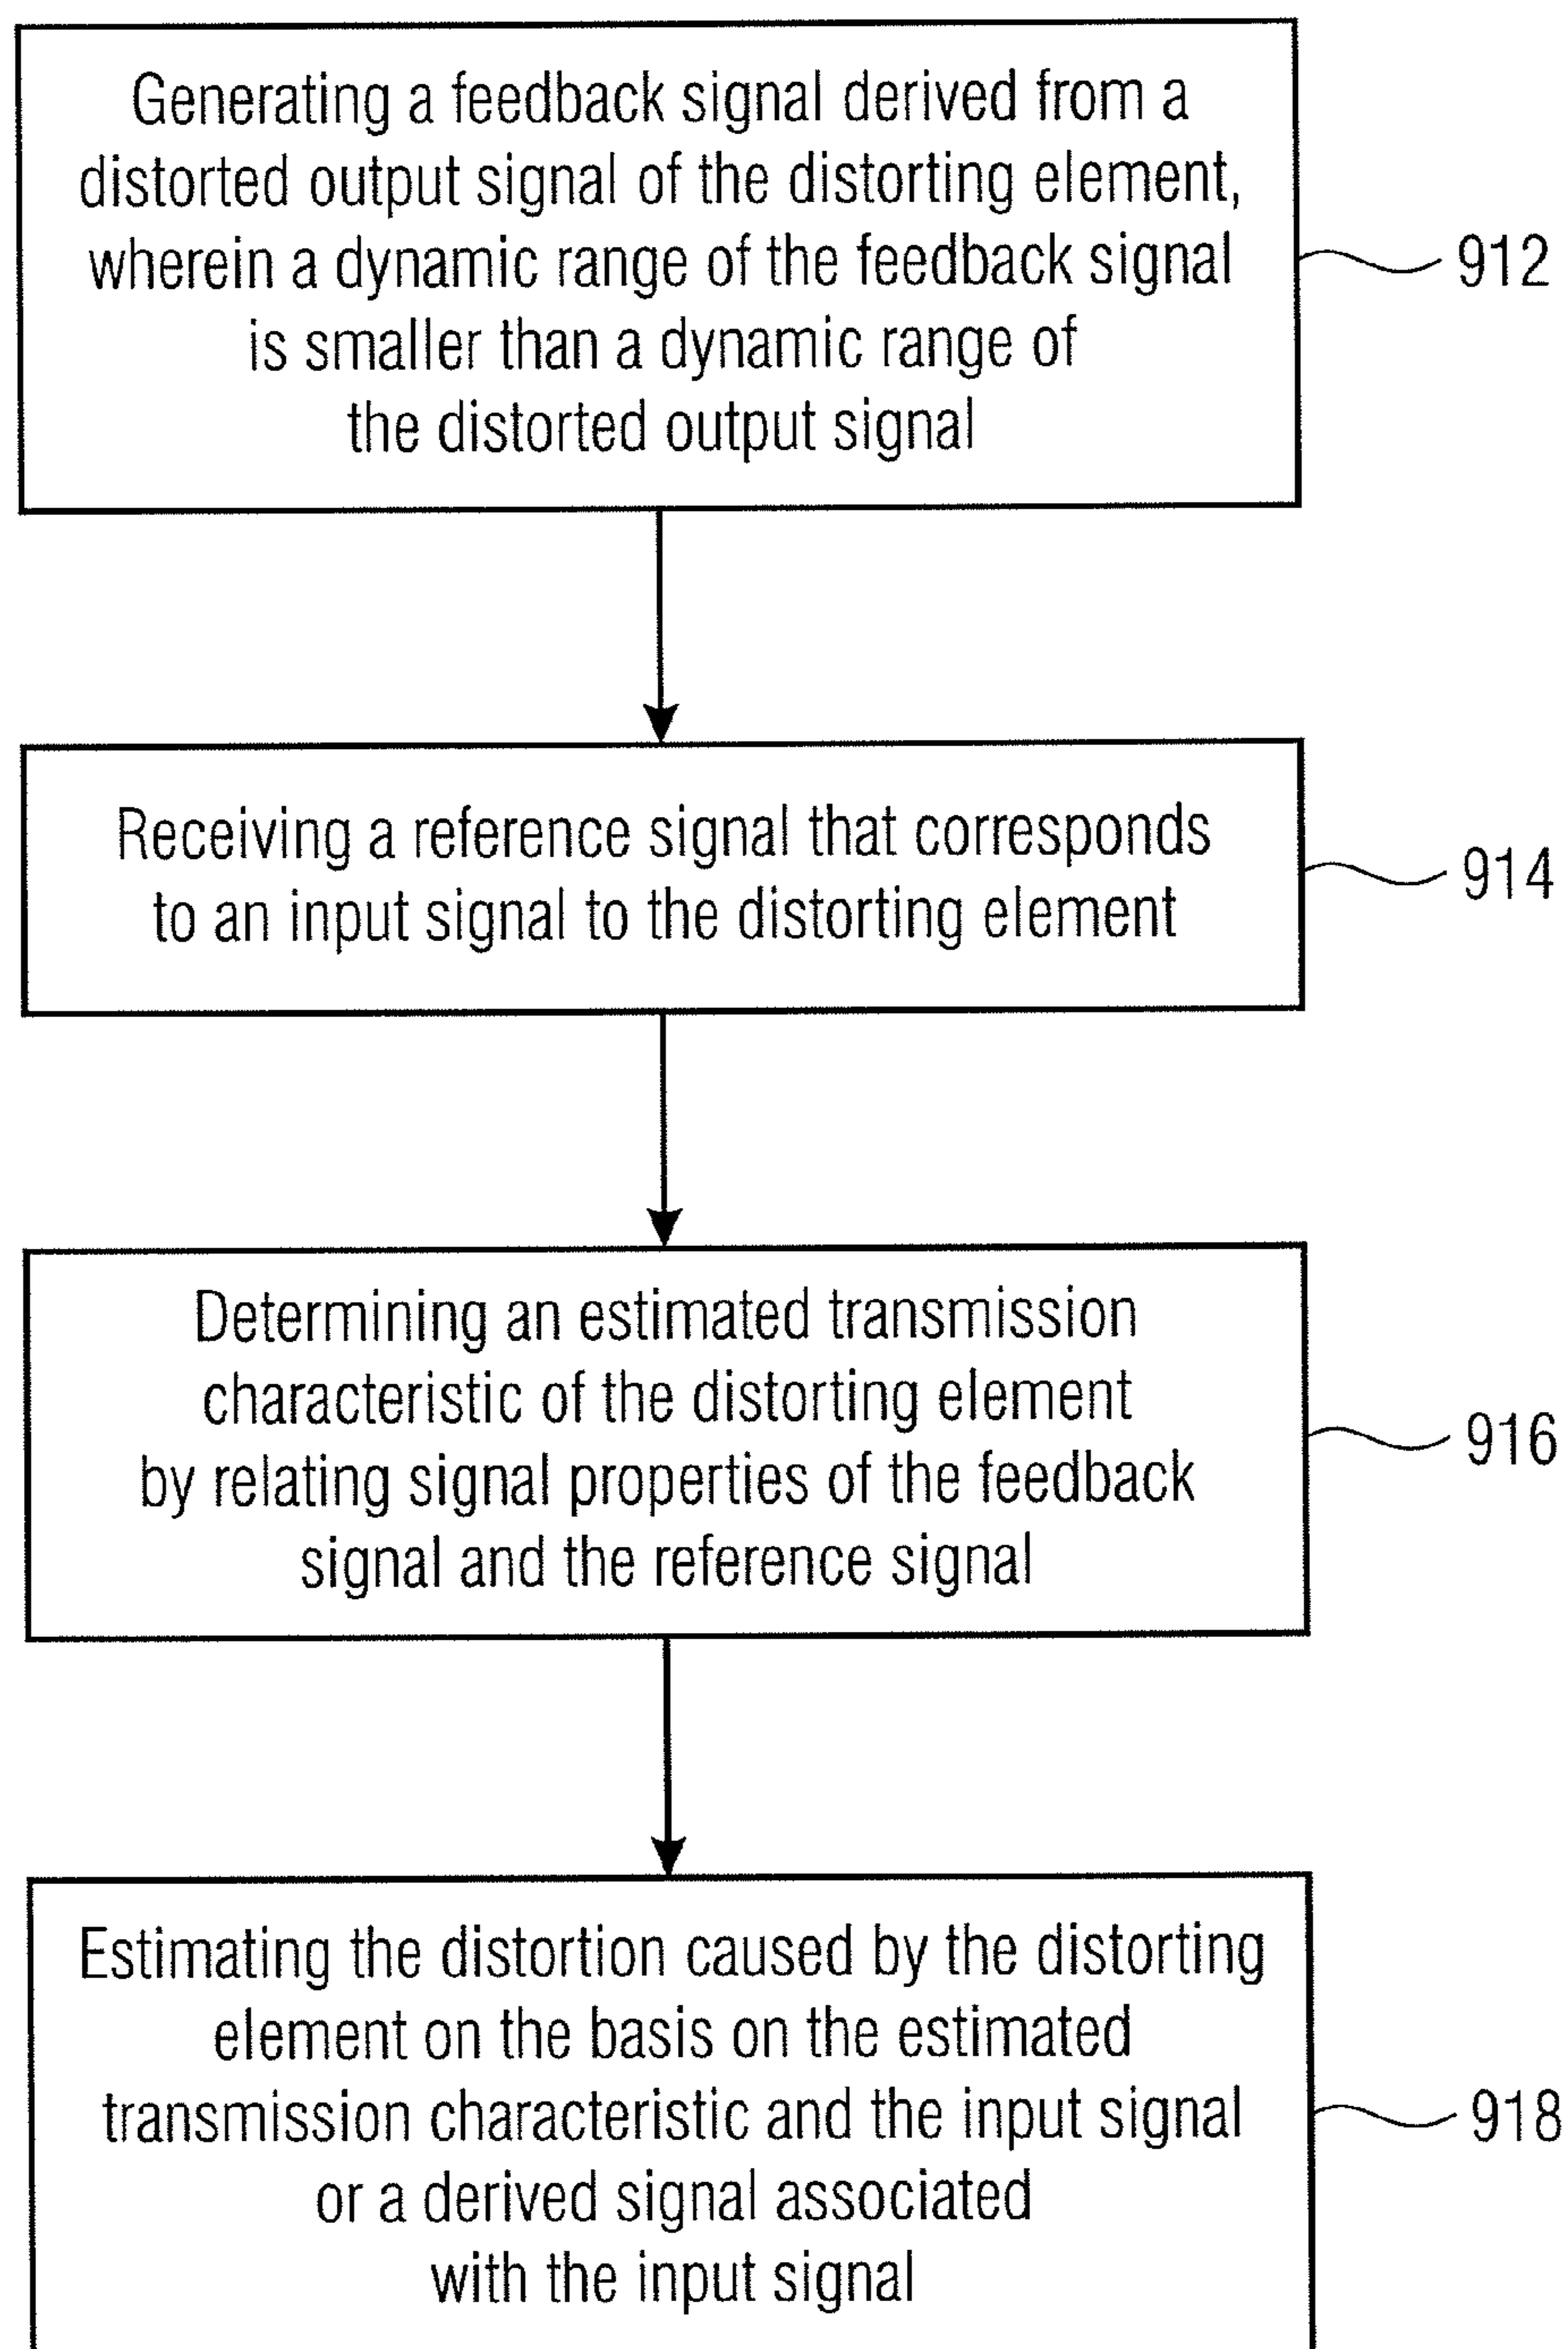 Generating a feedback signal derived from a
distorted output signal of the distorting element,
wherein a dynamic range of the feedback signal
is smaller than a dynamic range of
the distorted output signal
912
Receiving a reference signal that corresponds
to an input signal to the distorting element
914
Determining an estimated transmission
characteristic of the distorting element
by relating signal properties of the feedback
signal and the reference signal
916
Estimating the distortion caused by the distorting
element on the basis on the estimated
transmission characteristic and the input signal
or a derived signal associated
with the input signal
918